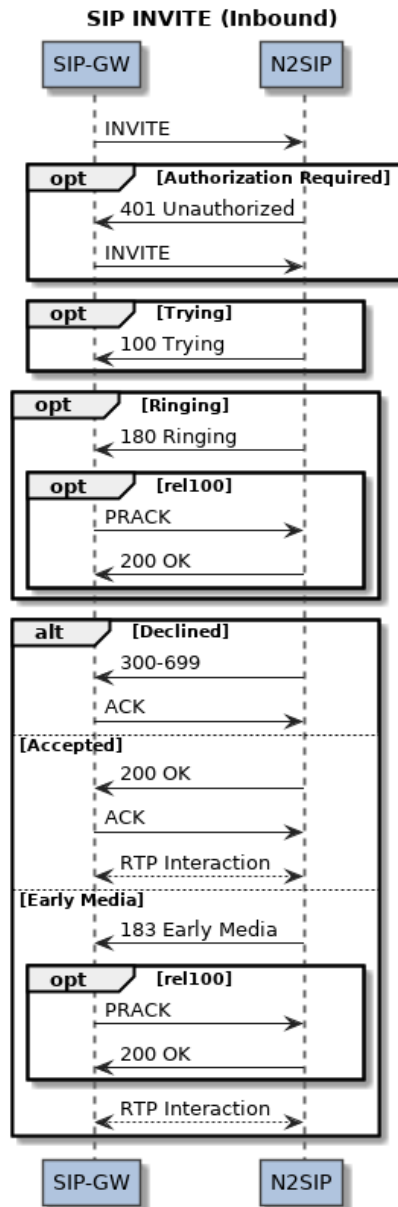 SIP INVITE (Inbound)
SIP-GW N2SIP
INVITE
opt [Authorization Required]
401 Unauthorized
INVITE
opt [Trying]
100 Trying
opt [Ringing]
180 Ringing
opt [rel100]
PRACK
200 OK
alt [Declined]
300-699
ACK
[Accepted]
200 OK
ACK
RTP Interaction
[Early Media]
183 Early Media
opt [rel100]
PRACK
200 OK
RTP Interaction
SIP-GW N2SIP